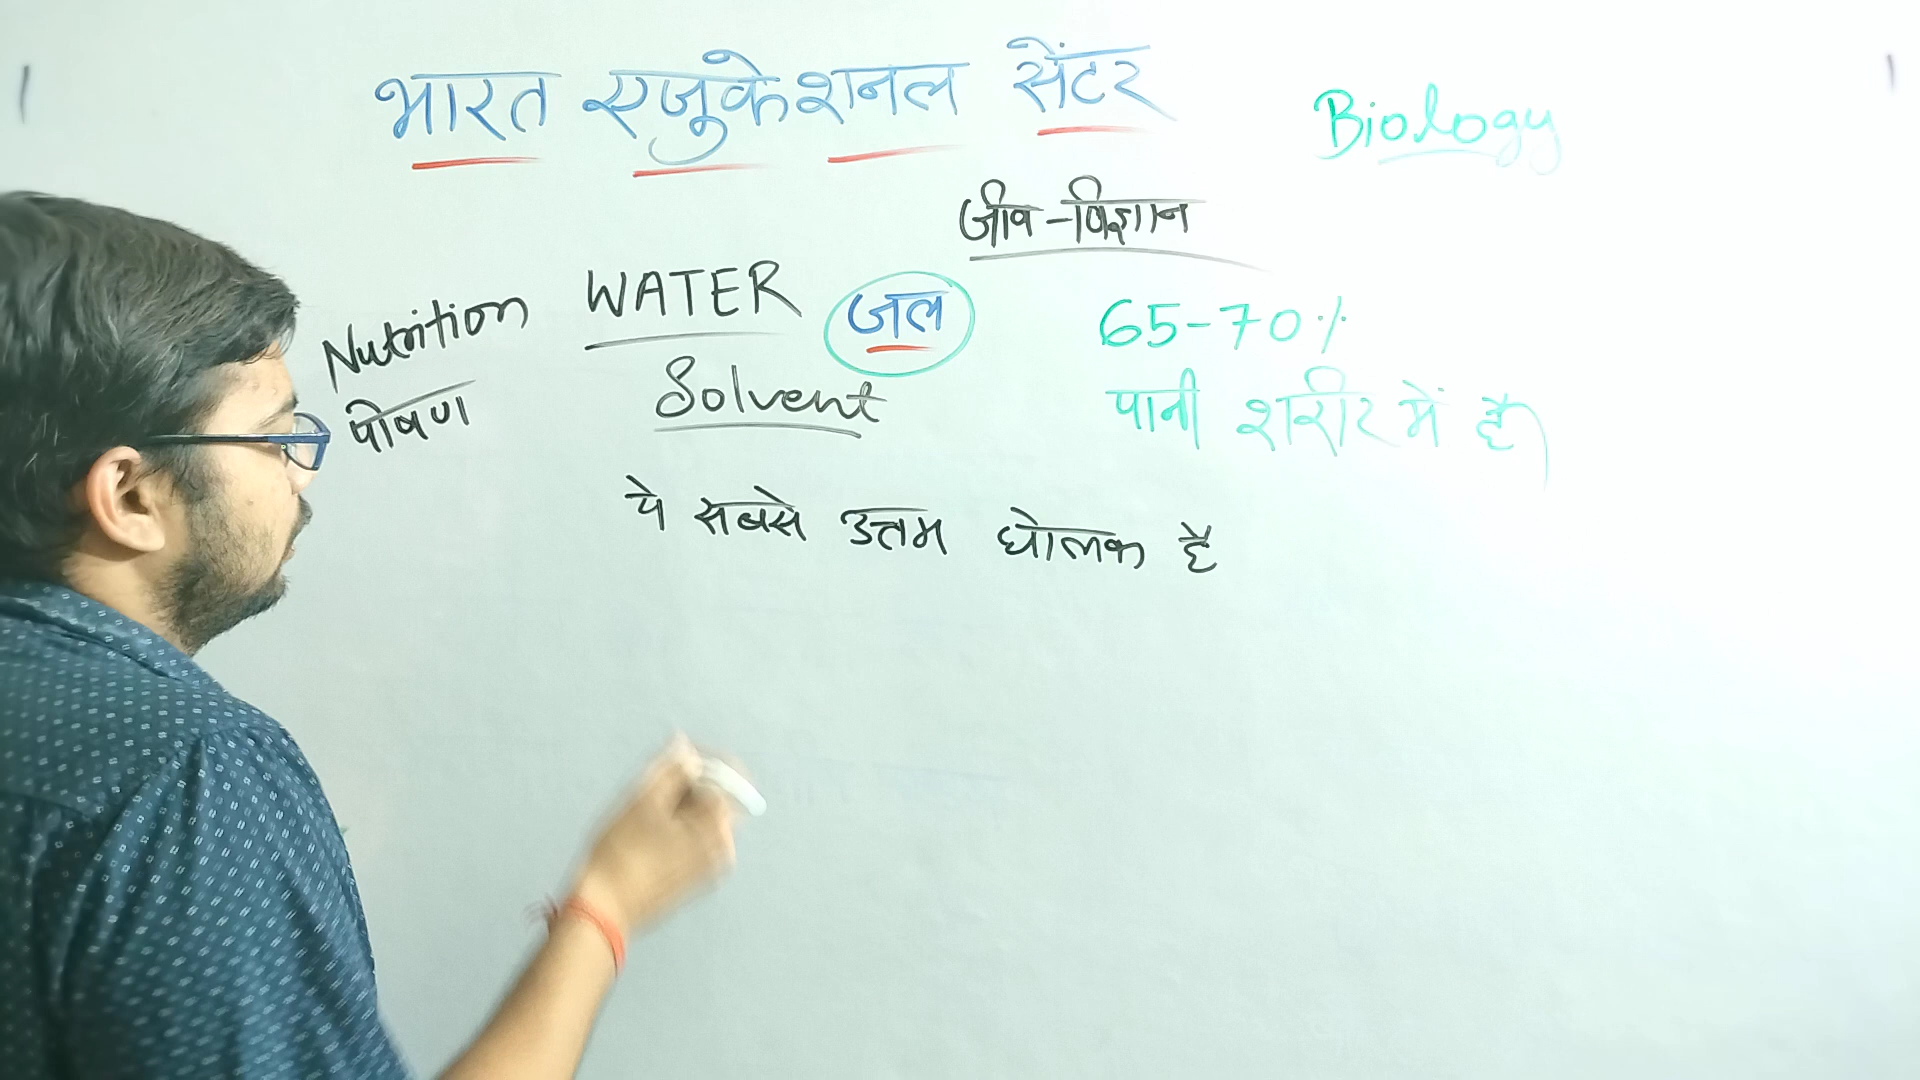 भारत एजुकेशनल सेंटर
Biology
जीव-विज्ञान
Nutrition
पोषण
WATER
जल
Solvent
65-70%
पानी शरीर में है
ये सबसे उत्तम घोलक है